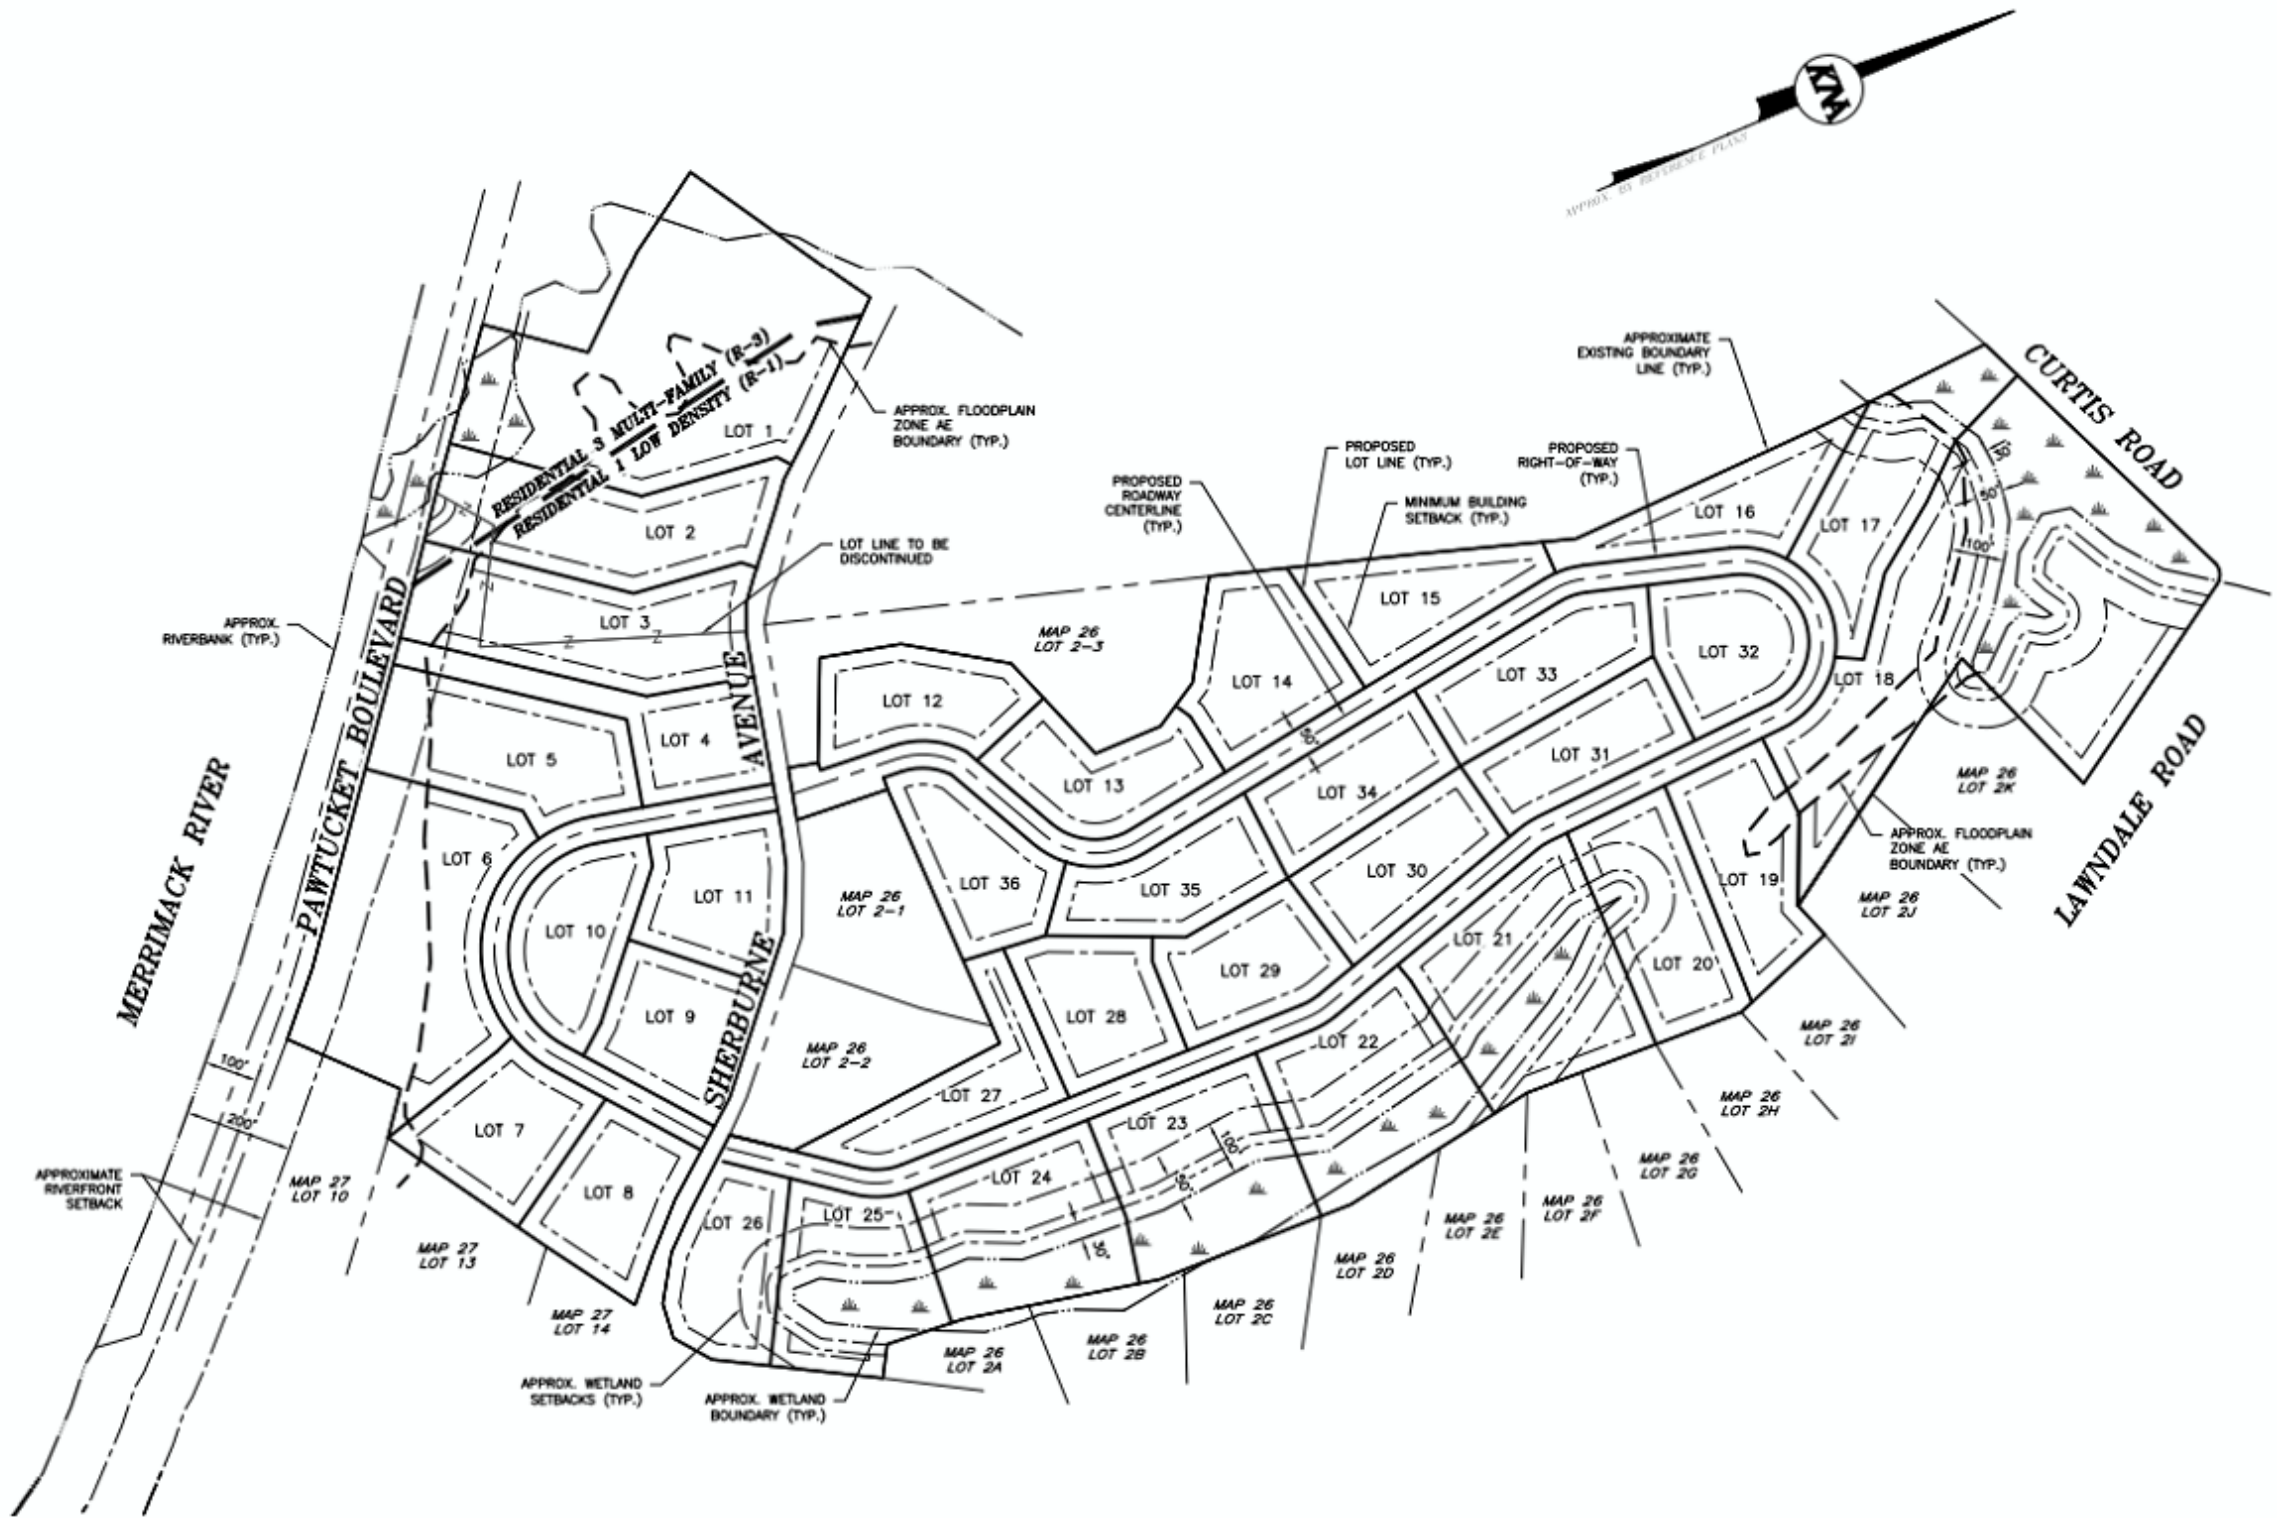 KNA
APPROX. BY REFERENCE PLANS
CURTIS ROAD
APPROXIMATE
EXISTING BOUNDARY
LINE (TYP.)
RESIDENTIAL 3 MULTI-FAMILY (R-3)
RESIDENTIAL 1 LOW DENSITY (R-1)
LOT 1
APPROX. FLOODPLAIN
ZONE AE
BOUNDARY (TYP.)
PROPOSED
LOT LINE (TYP.)
PROPOSED
RIGHT-OF-WAY
(TYP.)
PROPOSED
ROADWAY
CENTERLINE
(TYP.)
MINIMUM BUILDING
SETBACK (TYP.)
LOT 16
LOT 17
50'
100'
LOT 2
LOT LINE TO BE
DISCONTINUED
Z
Z
Z
Z
LOT 3
LOT 15
APPROX.
RIVERBANK (TYP.)
MAP 26
LOT 2-3
LOT 14
LOT 33
LOT 32
LOT 18
LOT 12
50'
LOT 4
LOT 5
LOT 13
LOT 34
LOT 31
MAP 26
LOT 2K
LAWNDALE ROAD
PAWTUCKET BOULEVARD
MERRIMACK RIVER
SHERBURNE AVENUE
APPROX. FLOODPLAIN
ZONE AE
BOUNDARY (TYP.)
LOT 6
LOT 11
LOT 36
LOT 35
LOT 30
LOT 19
MAP 26
LOT 2-1
MAP 26
LOT 2J
LOT 10
LOT 21
LOT 20
LOT 29
LOT 9
LOT 28
LOT 22
MAP 26
LOT 2I
MAP 26
LOT 2-2
100'
200'
LOT 27
MAP 26
LOT 2H
LOT 7
LOT 23
100'
LOT 24
50'
MAP 26
LOT 2G
APPROXIMATE
RIVERFRONT
SETBACK
MAP 27
LOT 10
LOT 8
LOT 26
LOT 25
50'
MAP 26
LOT 2F
MAP 26
LOT 2E
MAP 27
LOT 13
MAP 26
LOT 2D
MAP 27
LOT 14
MAP 26
LOT 2C
MAP 26
LOT 2B
MAP 26
LOT 2A
APPROX. WETLAND
SETBACKS (TYP.)
APPROX. WETLAND
BOUNDARY (TYP.)